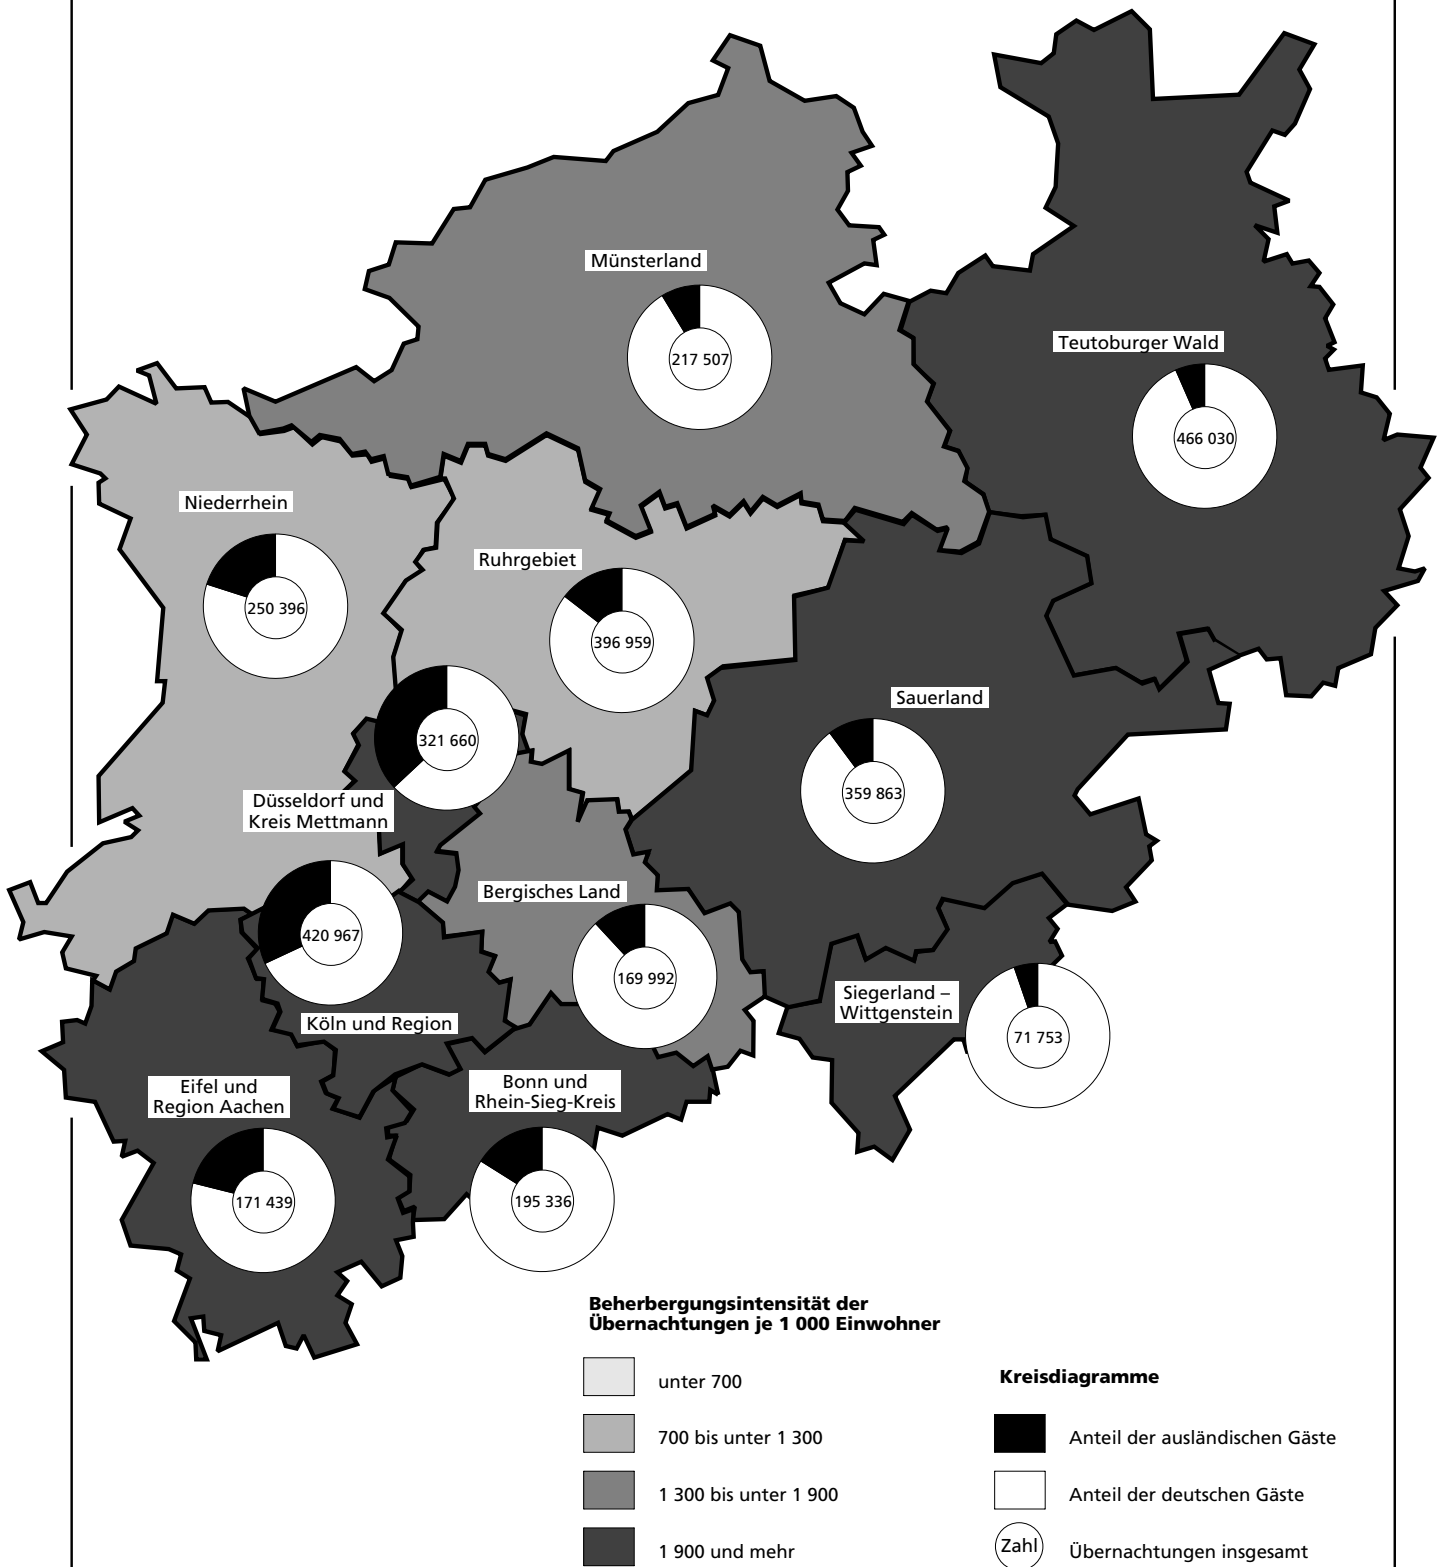 Münsterland
217 507
Teutoburger Wald
466 030
Niederrhein
250 396
Ruhrgebiet
396 959
Sauerland
359 863
321 660
Düsseldorf und
Kreis Mettmann
420 967
Köln und Region
Bergisches Land
169 992
Siegerland –
Wittgenstein
71 753
Eifel und
Region Aachen
171 439
Bonn und
Rhein-Sieg-Kreis
195 336
Beherbergungsintensität der
Übernachtungen je 1 000 Einwohner
unter 700
700 bis unter 1 300
1 300 bis unter 1 900
1 900 und mehr
Kreisdiagramme
Anteil der ausländischen Gäste
Anteil der deutschen Gäste
Zahl Übernachtungen insgesamt